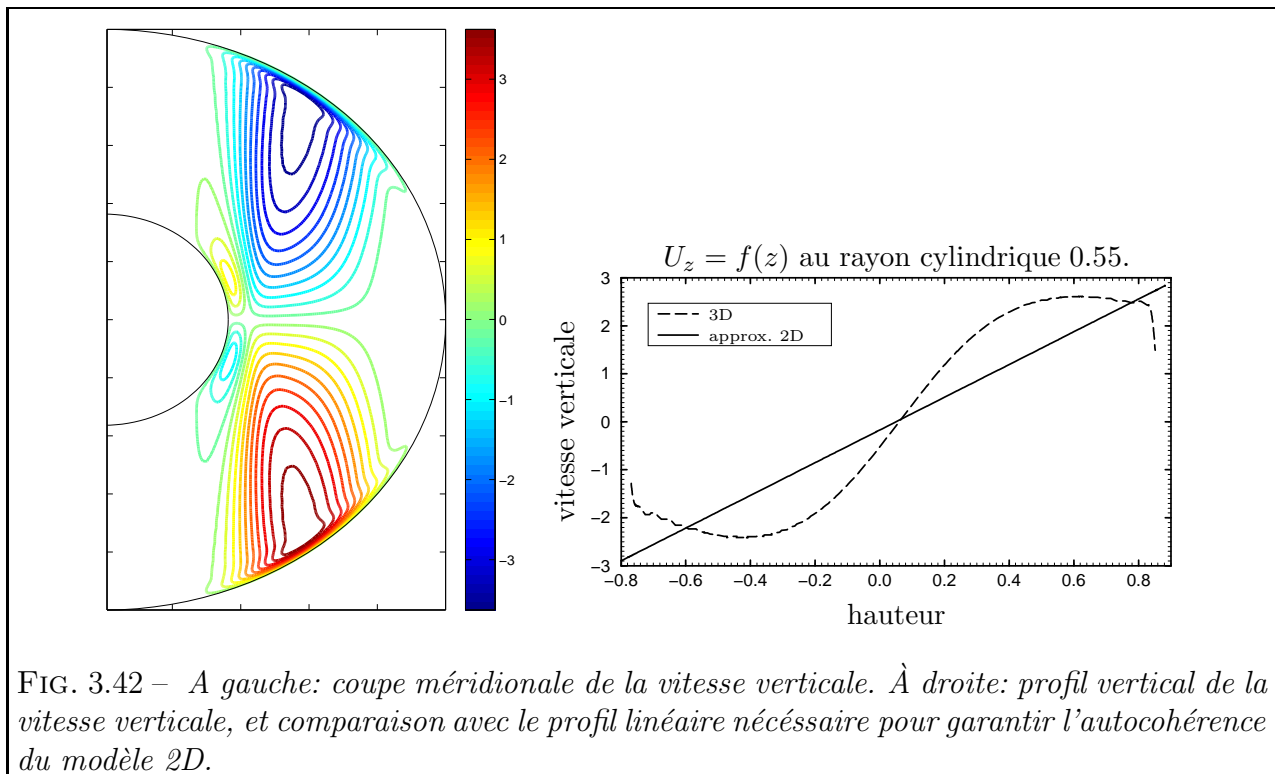 3
2
1
0
−1
−2
−3
U_z = f(z) au rayon cylindrique 0.55.
3D
approx. 2D
3
2
1
0
−1
−2
−3
vitesse verticale
−0.8 −0.6 −0.4 −0.2 0.0 0.2 0.4 0.6 0.8
hauteur
FIG. 3.42 – A gauche: coupe méridionale de la vitesse verticale. À droite: profil vertical de la
vitesse verticale, et comparaison avec le profil linéaire nécéssaire pour garantir l'autocohérence
du modèle 2D.